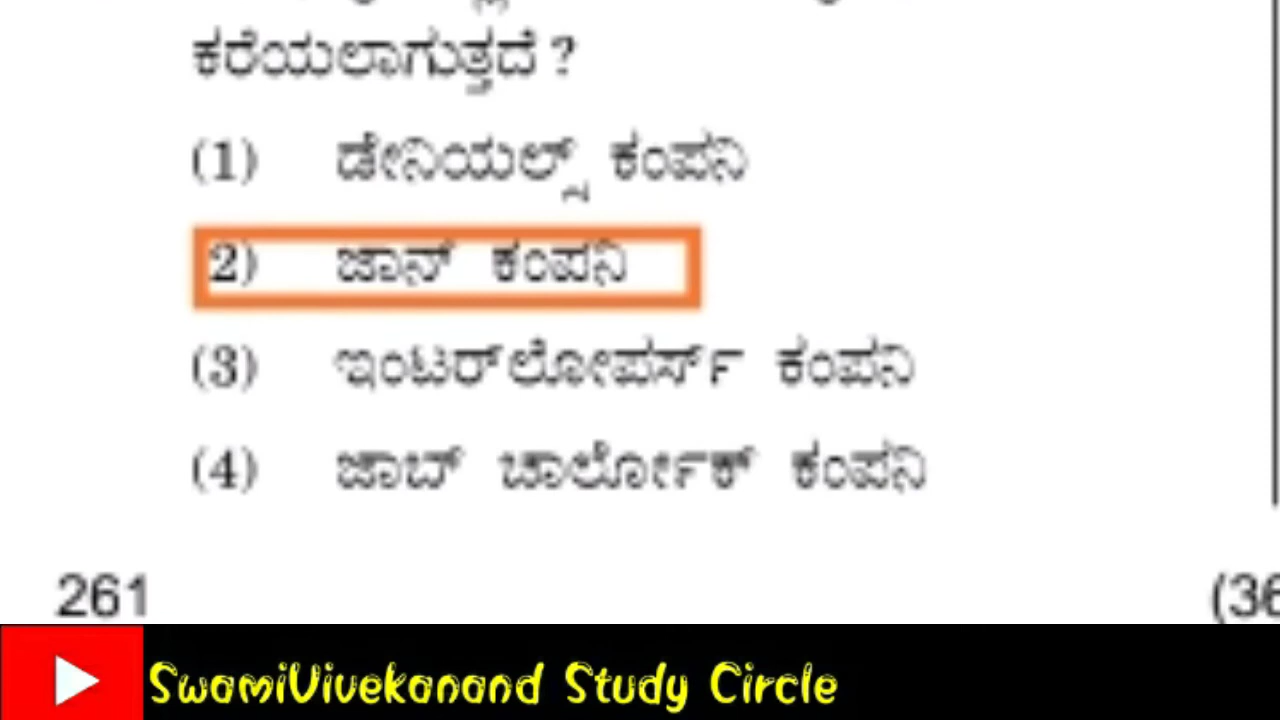 ಕರೆಯಲಾಗುತ್ತದೆ ?
(1) ಡೇನಿಯಲ್ಸ್ ಕಂಪನಿ
2) ಜಾನ್ ಕಂಪನಿ
(3) ಇಂಟರ್‌ಲೋಪರ್ಸ್ ಕಂಪನಿ
(4) ಜಾಬ್ ಚಾರ್ಲೋಕ್ ಕಂಪನಿ
261 (36
SwamiVivekanand Study Circle